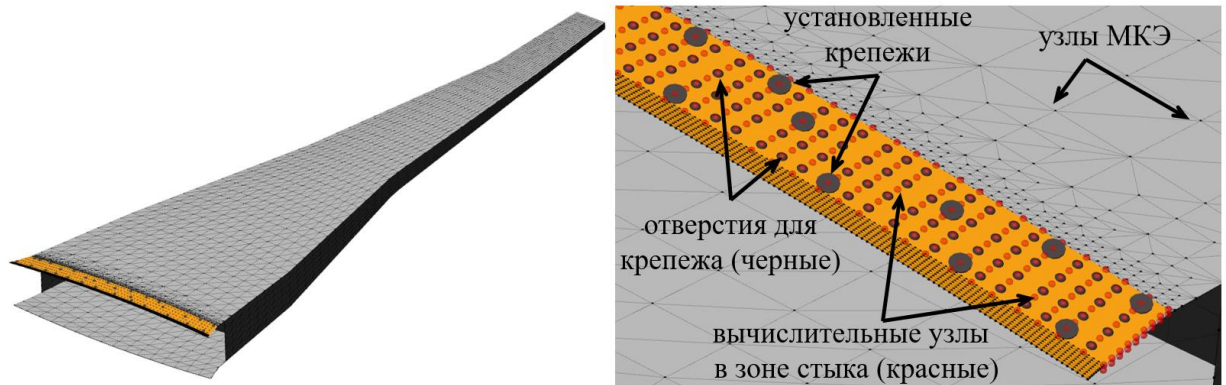 установленные
крепежи
узлы МКЭ
отверстия для
крепежа (черные)
вычислительные узлы
в зоне стыка (красные)